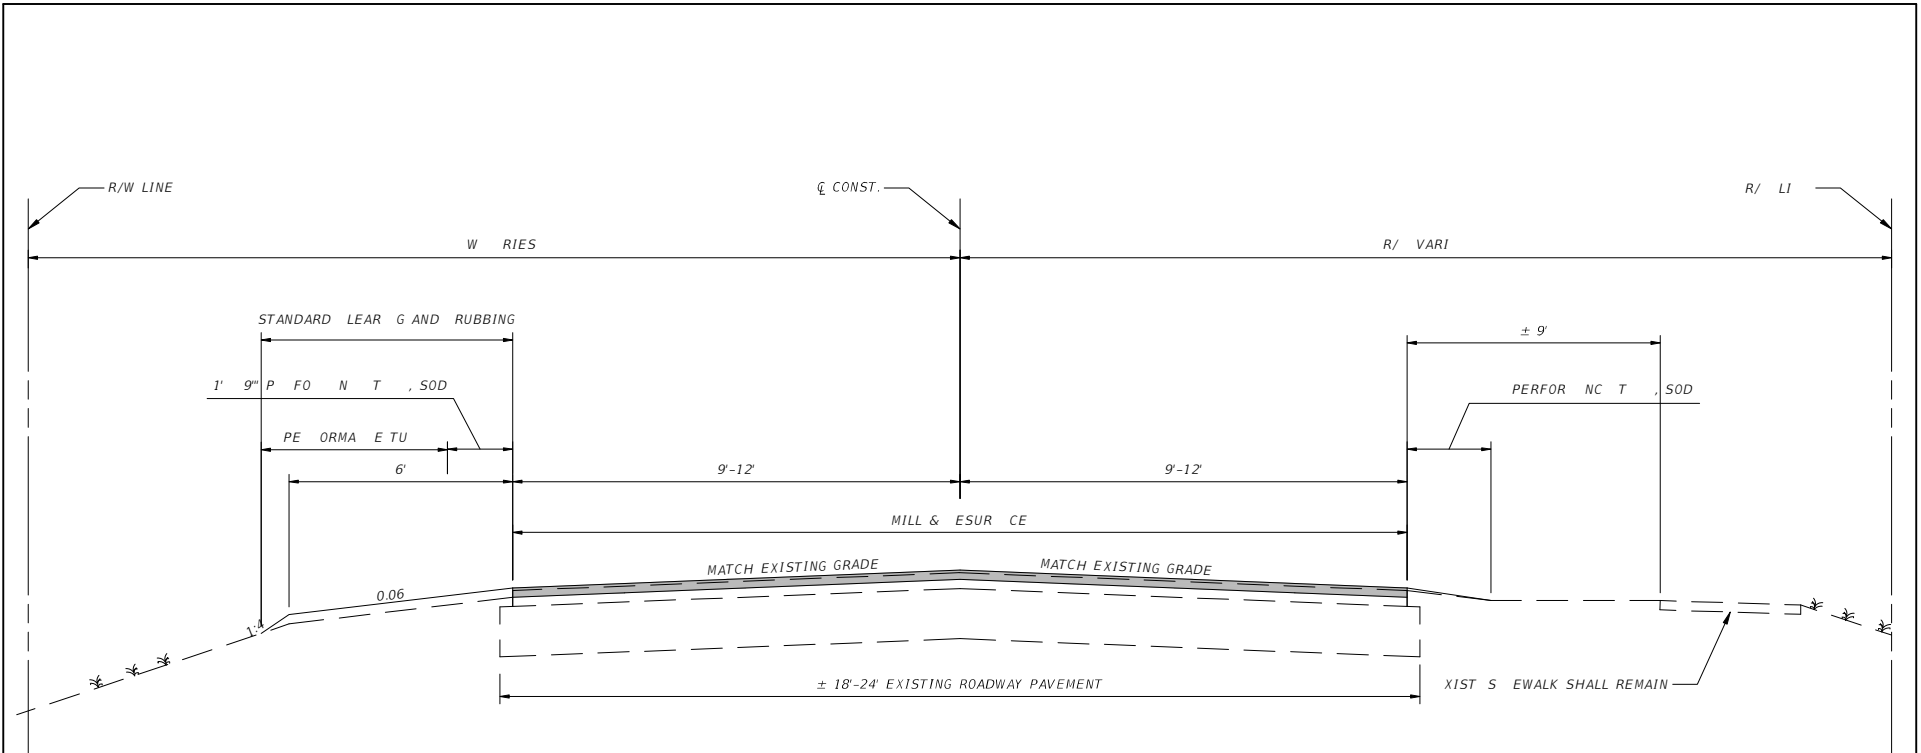 R/W LINE
℄ CONST.
R/ LI
W RIES
R/ VARI
STANDARD LEAR G AND RUBBING
± 9'
1' 9"' P FO N T , SOD
PERFOR NC T , SOD
PE ORMA E TU
6'
9'-12'
9'-12'
MILL & ESUR CE
MATCH EXISTING GRADE
MATCH EXISTING GRADE
0.06
1:4
± 18'-24' EXISTING ROADWAY PAVEMENT
XIST S EWALK SHALL REMAIN